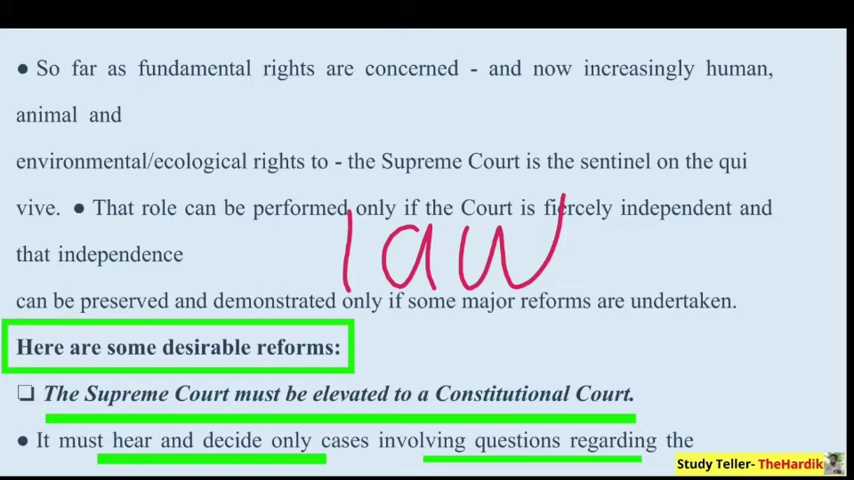 ● So far as fundamental rights are concerned - and now increasingly human,
animal and
environmental/ecological rights to - the Supreme Court is the sentinel on the qui
vive. ● That role can be performed only if the Court is fiercely independent and
that independence
law
can be preserved and demonstrated only if some major reforms are undertaken.
Here are some desirable reforms:
❑ The Supreme Court must be elevated to a Constitutional Court.
● It must hear and decide only cases involving questions regarding the
Study Teller- TheHardik